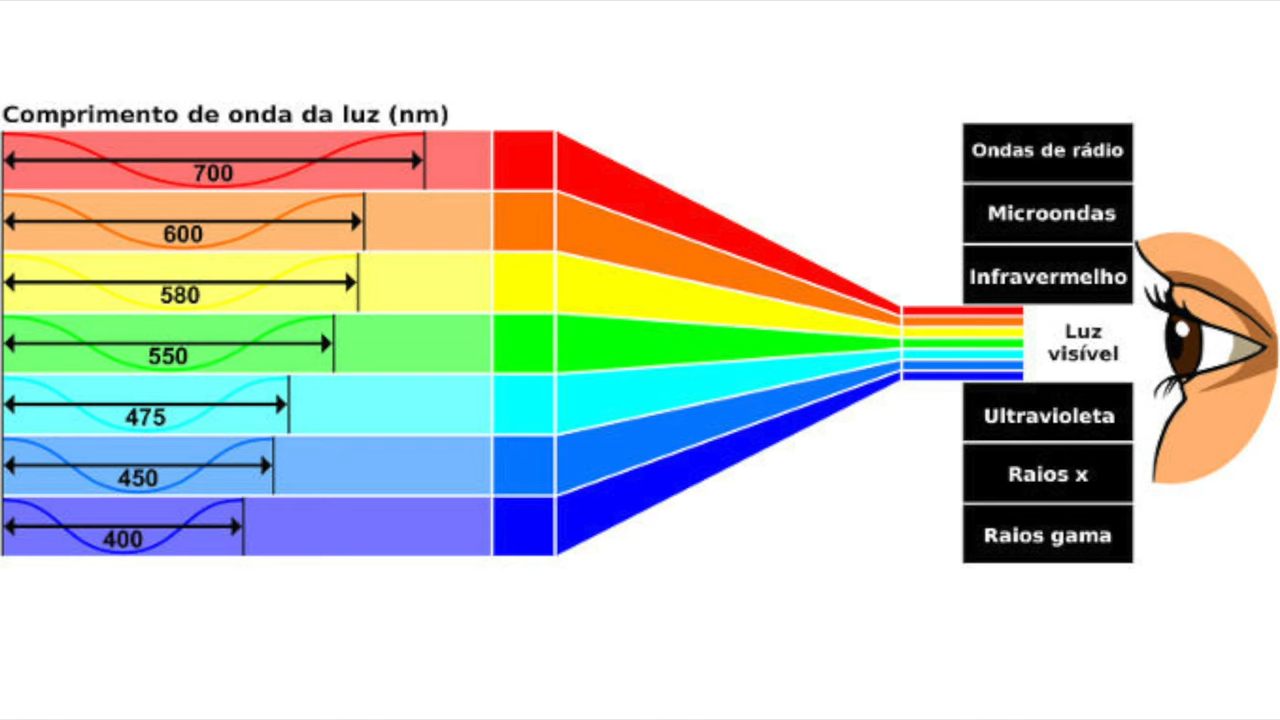 Comprimento de onda da luz (nm)
700
600
580
550
475
450
400
Ondas de rádio
Microondas
Infravermelho
Luz
visível
Ultravioleta
Raios x
Raios gama